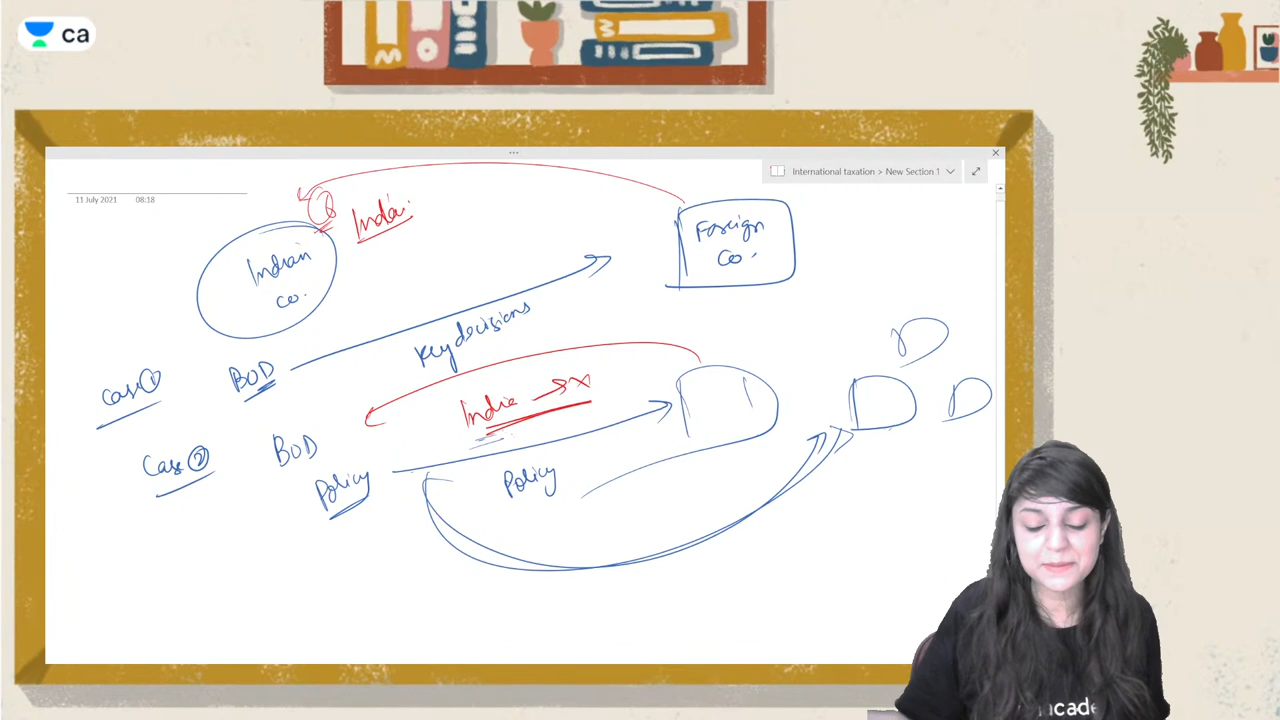 ca
International taxation > New Section 1
11 July 2021 08:18
India
Indian
co.
Foreign
Co.
Key decisions
Case ①
BOD
India → X
Case ②
BOD
Policy
Policy
acade